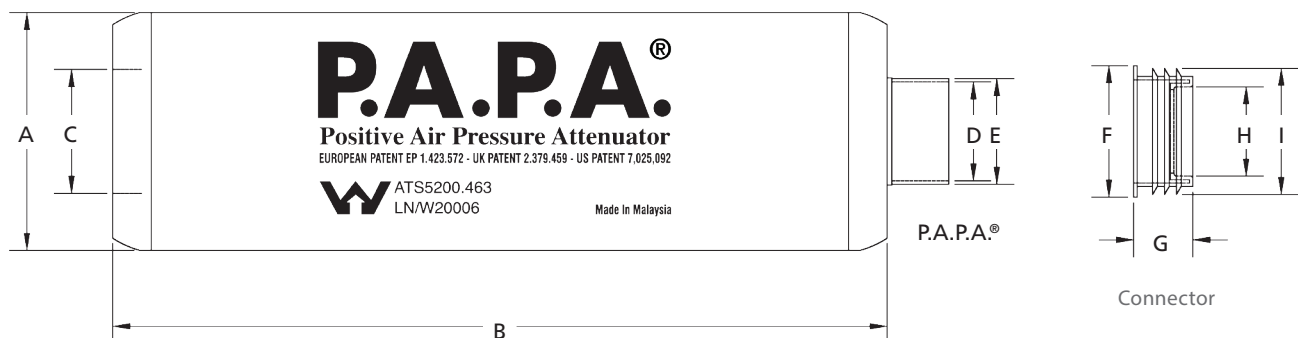 P.A.P.A.®
Positive Air Pressure Attenuator
EUROPEAN PATENT EP 1.423.572 - UK PATENT 2.379.459 - US PATENT 7,025,092
ATS5200.463
LN/W20006
Made In Malaysia
A
C
B
D
E
P.A.P.A.®
F
G
H
I
Connector